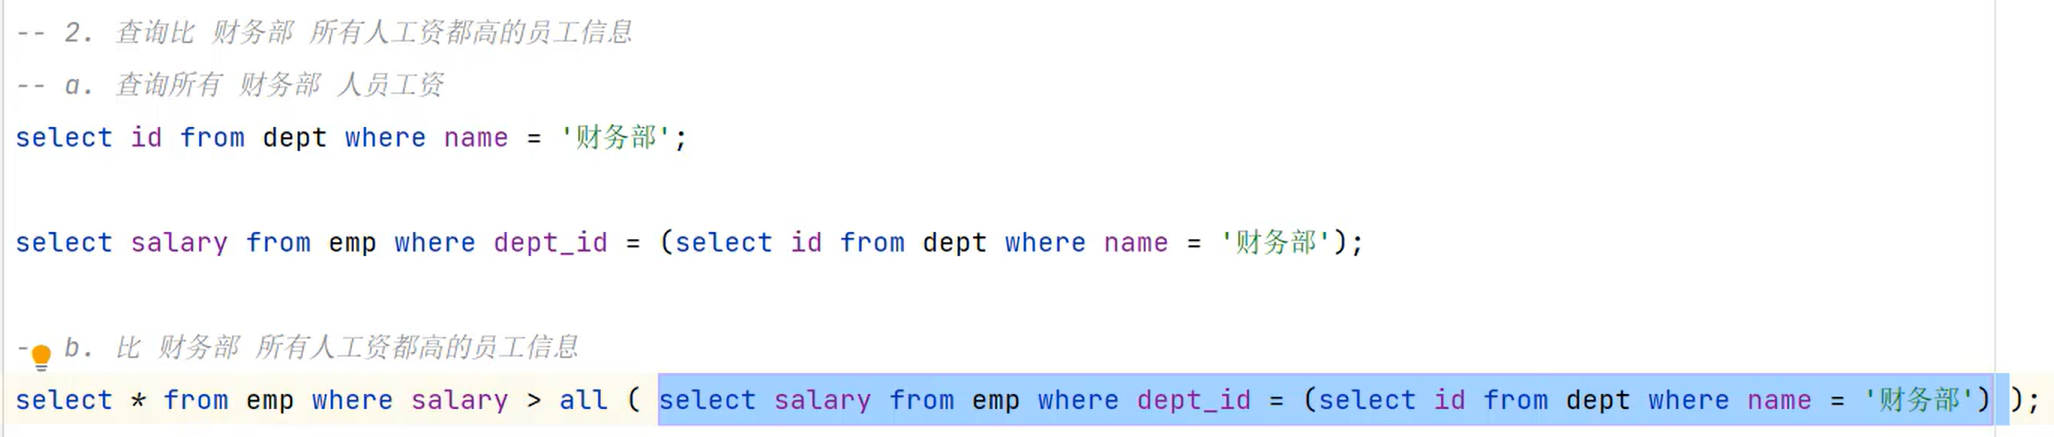 -- 2. 查询比 财务部 所有人工资都高的员工信息
-- a. 查询所有 财务部 人员工资
select id from dept where name = '财务部';
select salary from emp where dept_id = (select id from dept where name = '财务部');
- b. 比 财务部 所有人工资都高的员工信息
select * from emp where salary > all ( select salary from emp where dept_id = (select id from dept where name = '财务部') );